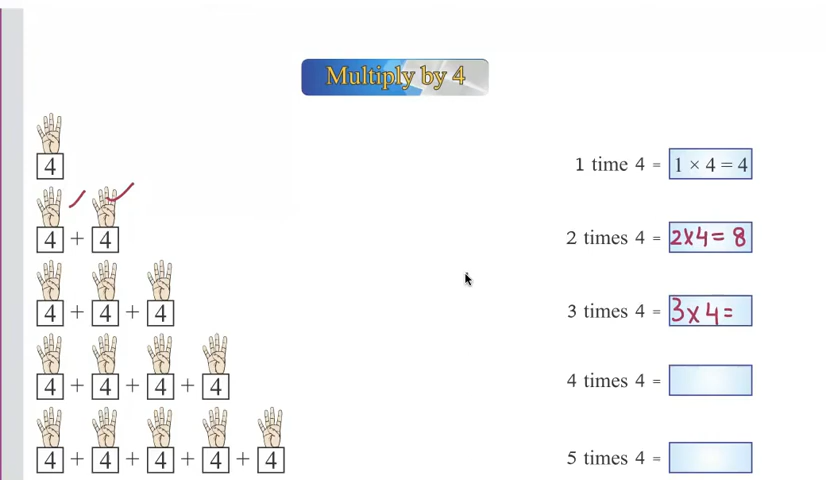 Multiply by 4
4
1 time 4 = 1 × 4 = 4
4 + 4
2 times 4 = 2x4= 8
4 + 4 + 4
3 times 4 = 3x4=
4 + 4 + 4 + 4
4 times 4 =
4 + 4 + 4 + 4 + 4
5 times 4 =